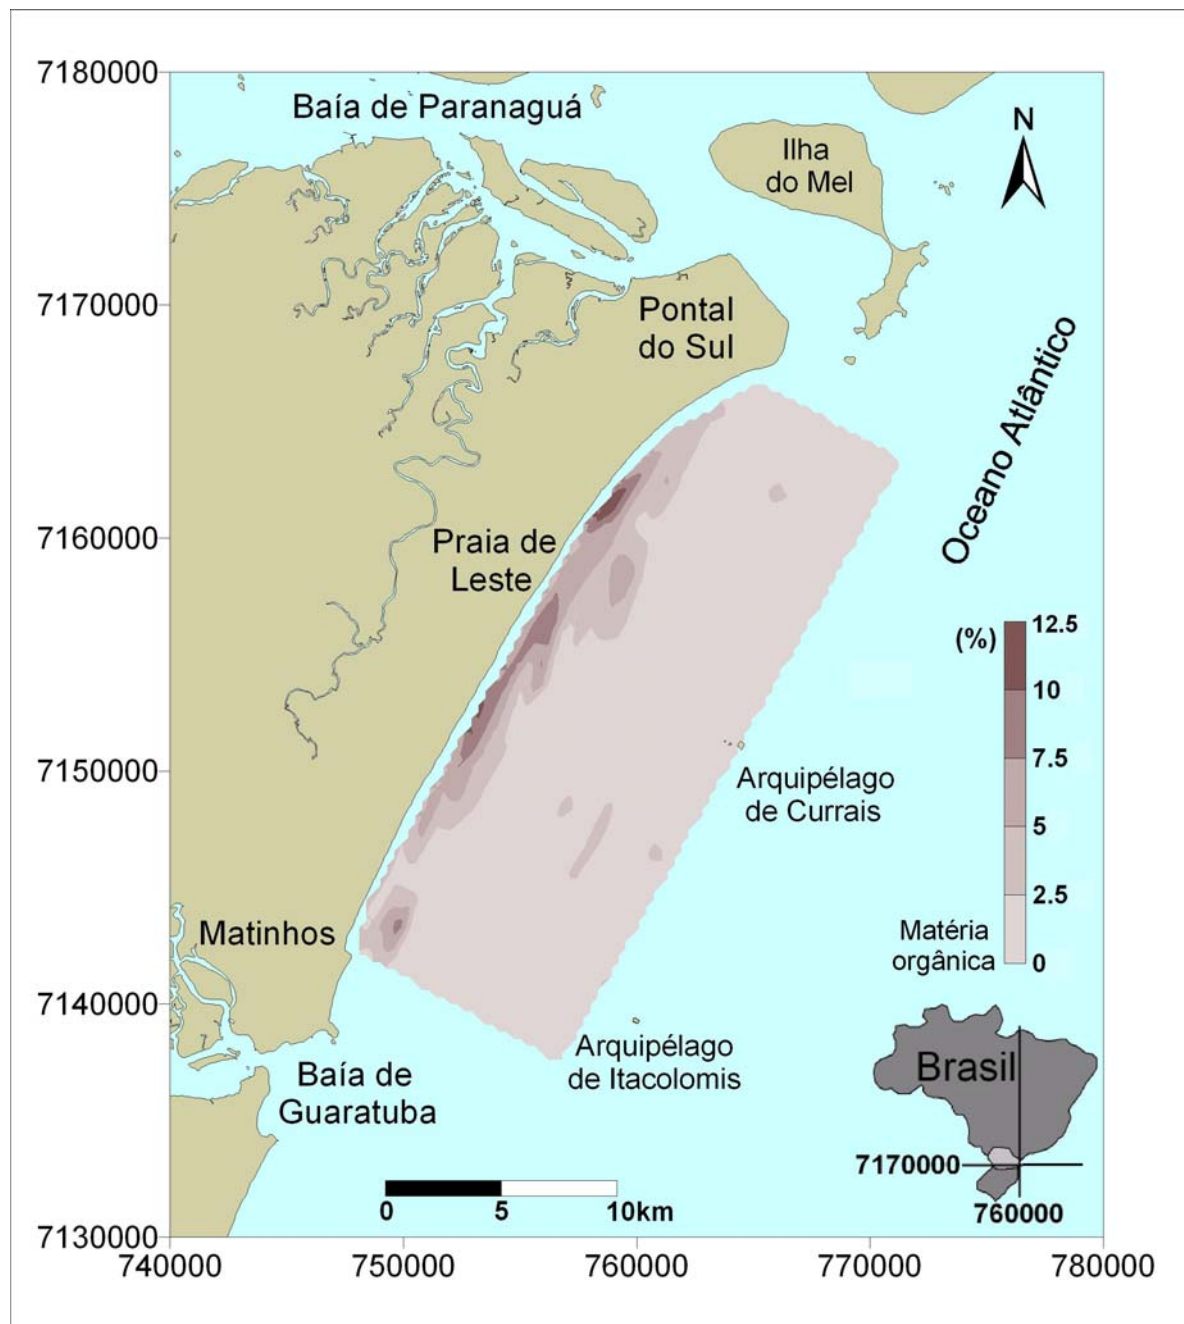 7180000
Baía de Paranaguá
N
Ilha
do Mel
7170000
Pontal
do Sul
Oceano Atlântico
7160000
Praia de
Leste
(%)
12.5
10
7.5
5
2.5
0
Matéria
orgânica
7150000
Arquipélago
de Currais
Matinhos
7140000
Arquipélago
de Itacolomis
Baía de
Guaratuba
Brasil
7170000
760000
0
5
10km
7130000
740000
750000
760000
770000
780000